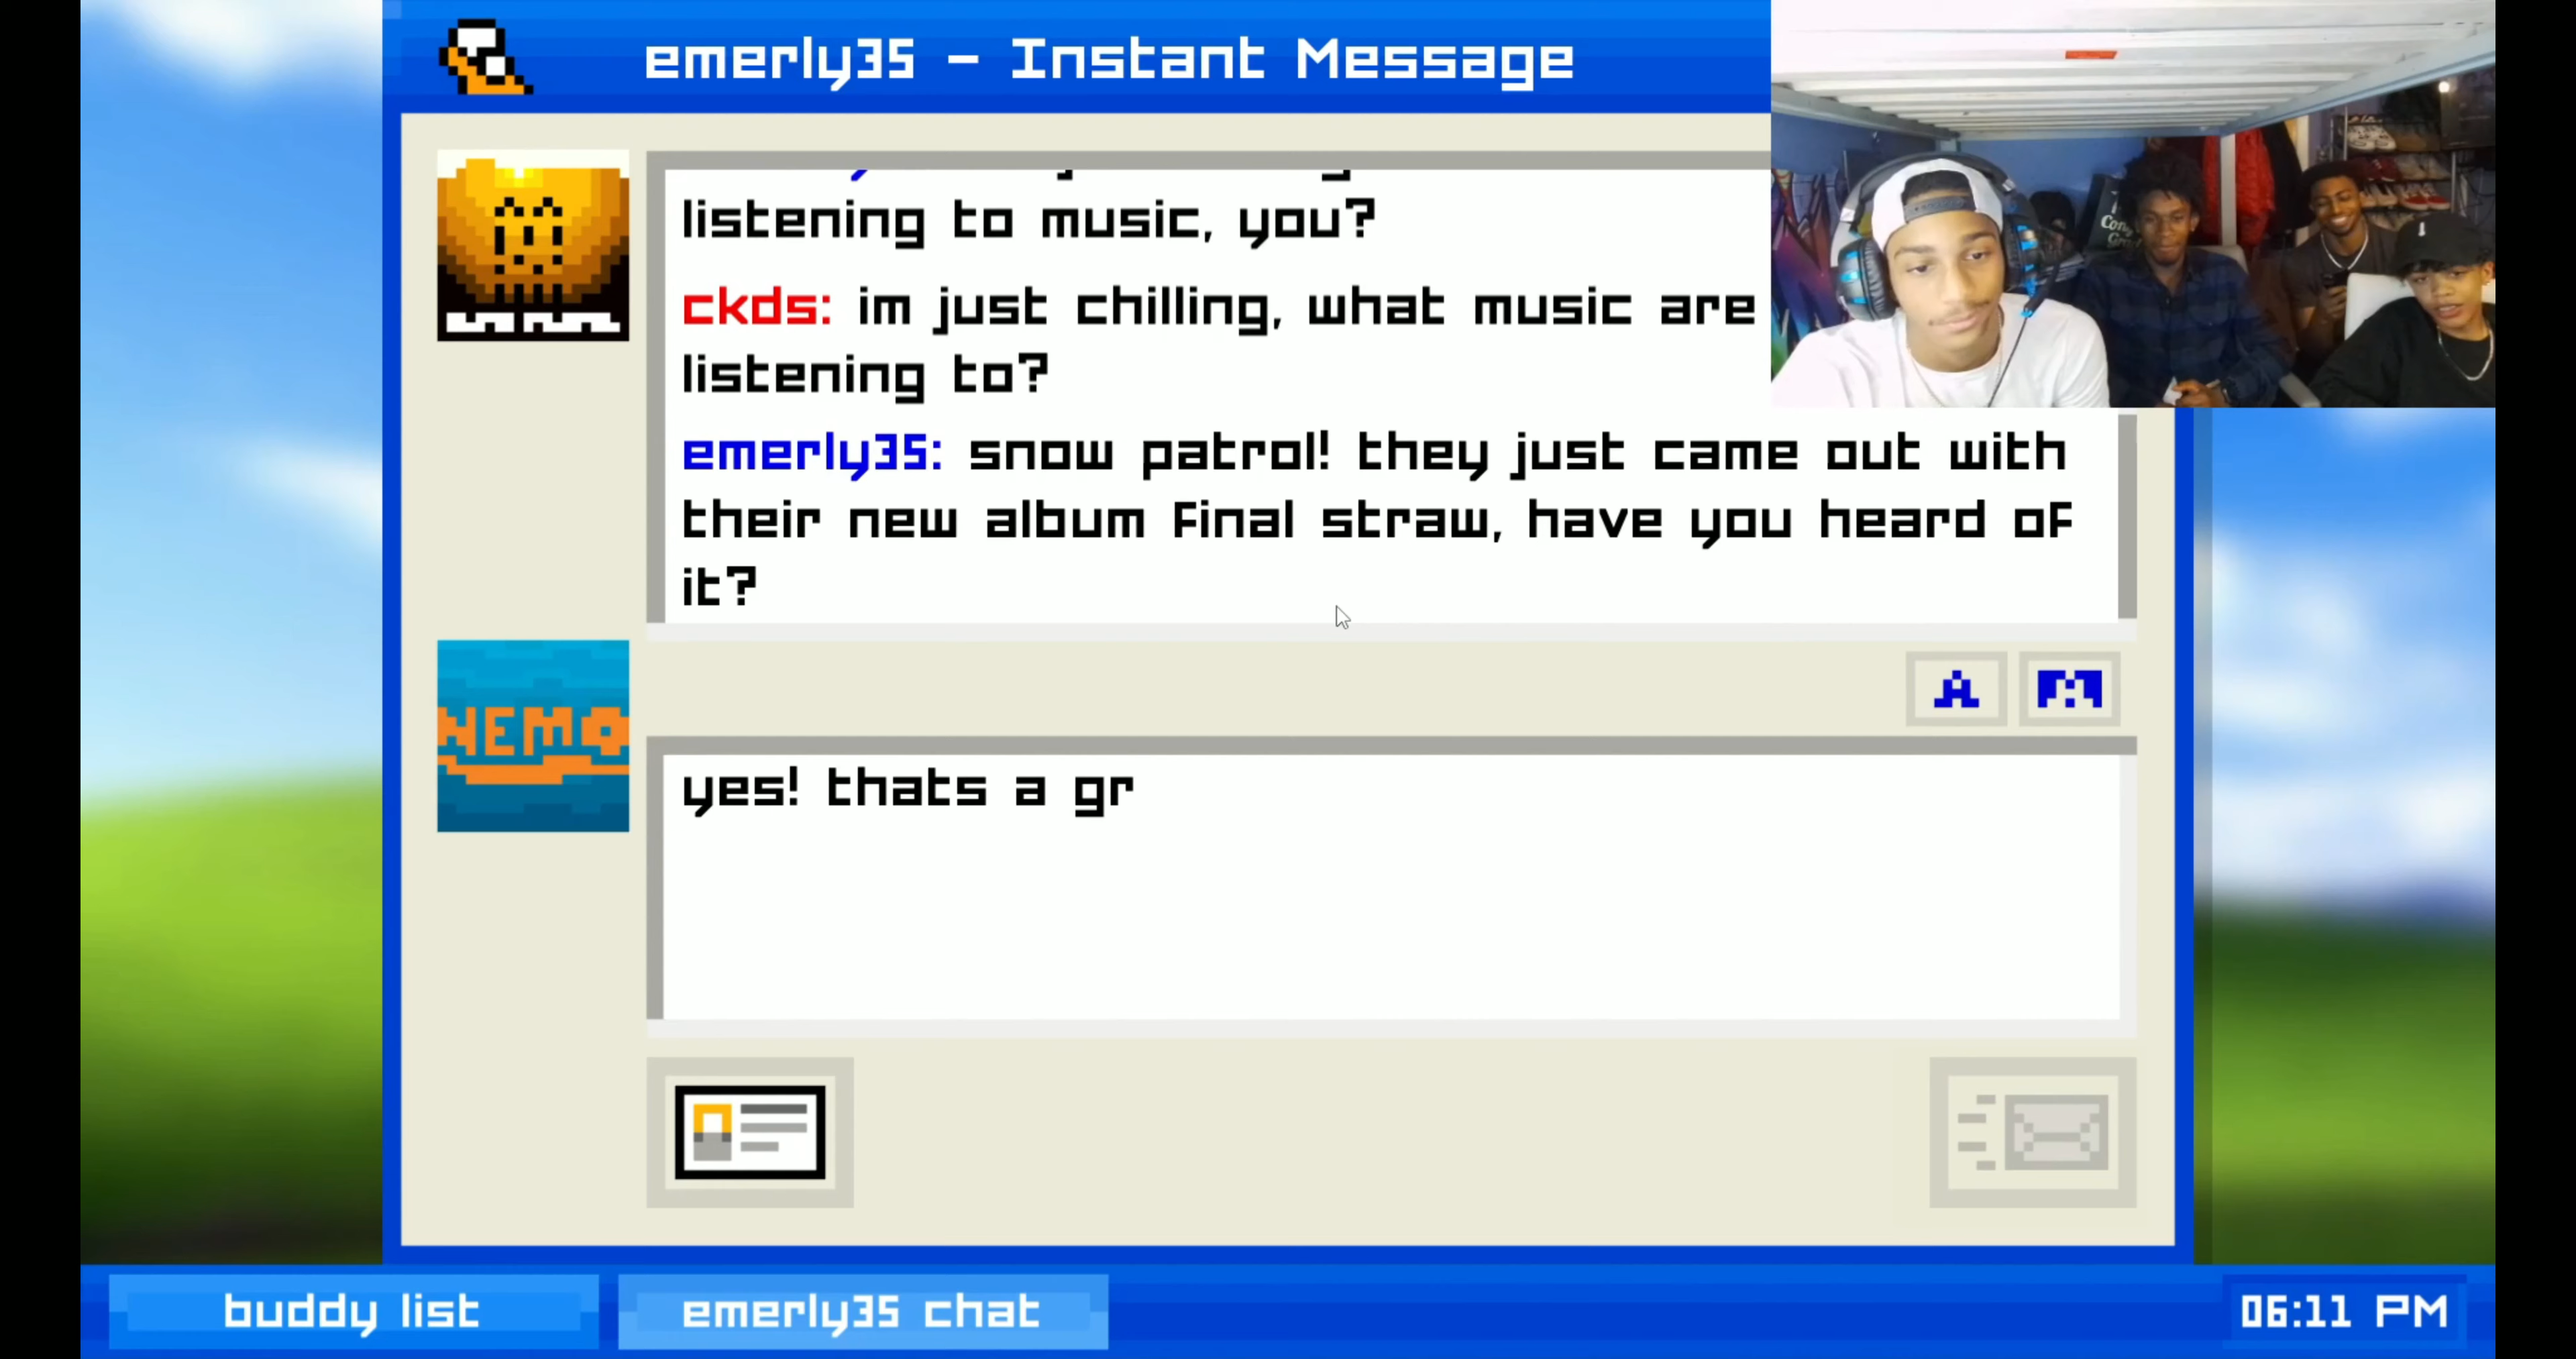 emerly35 - Instant Message
listening to music, you?
ckds: im just chilling, what music are
listening to?
emerly35: snow patrol! they just came out with
their new album final straw, have you heard of
it?
A
NEMO
yes! thats a gr
buddy list
emerly35 chat
06:11 PM